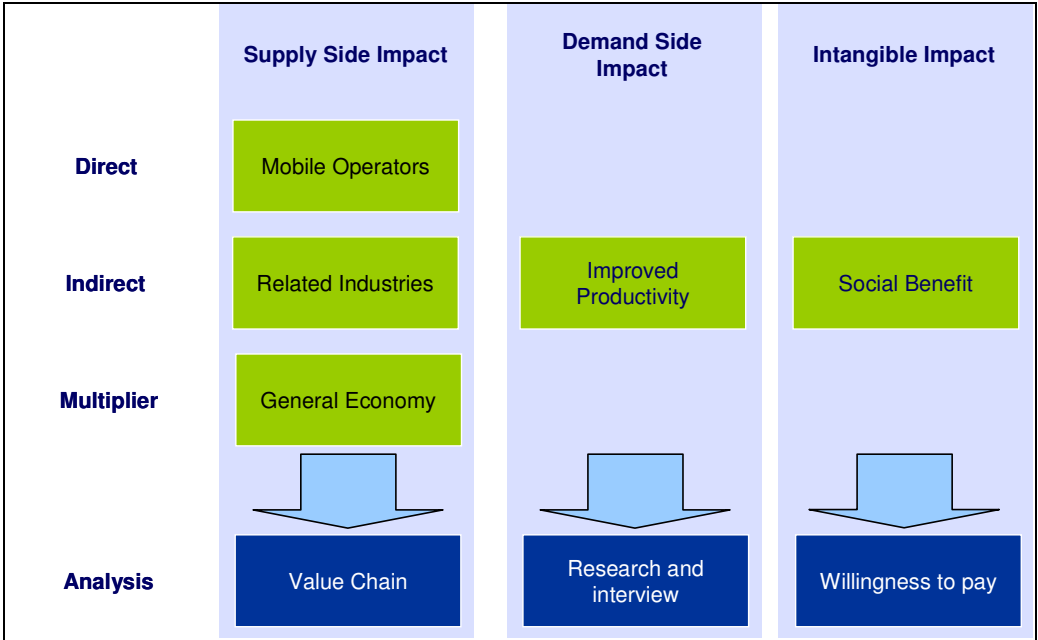 Supply Side Impact
Demand Side
Impact
Intangible Impact
Direct
Mobile Operators
Indirect
Related Industries
Improved
Productivity
Social Benefit
Multiplier
General Economy
Analysis
Value Chain
Research and
interview
Willingness to pay